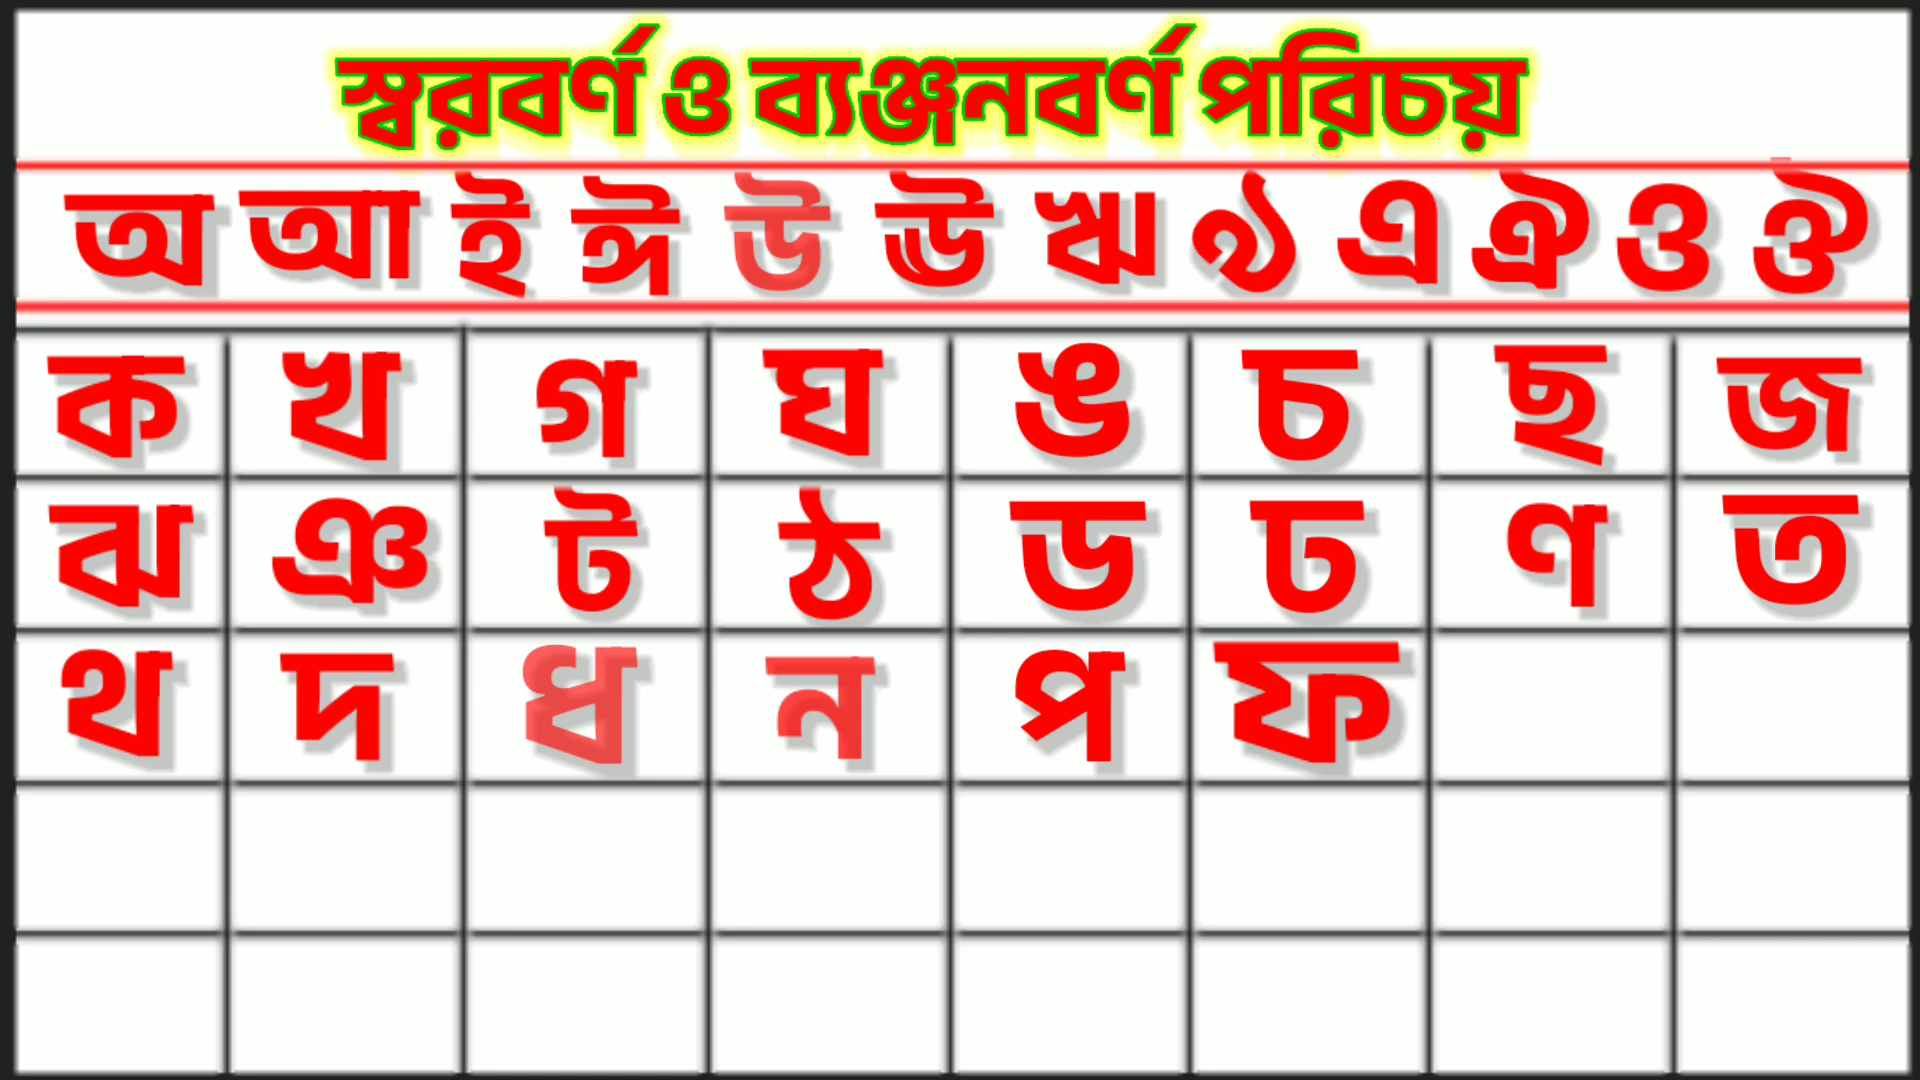 স্বরবর্ণ ও ব্যঞ্জনবর্ণ পরিচয়
অ আ ই ঈ উ ঊ ঋ ঌ এ ঐ ও ঔ
ক খ গ ঘ ঙ চ ছ জ
ঝ ঞ ট ঠ ড ঢ ণ ত
থ দ ধ ন প ফ